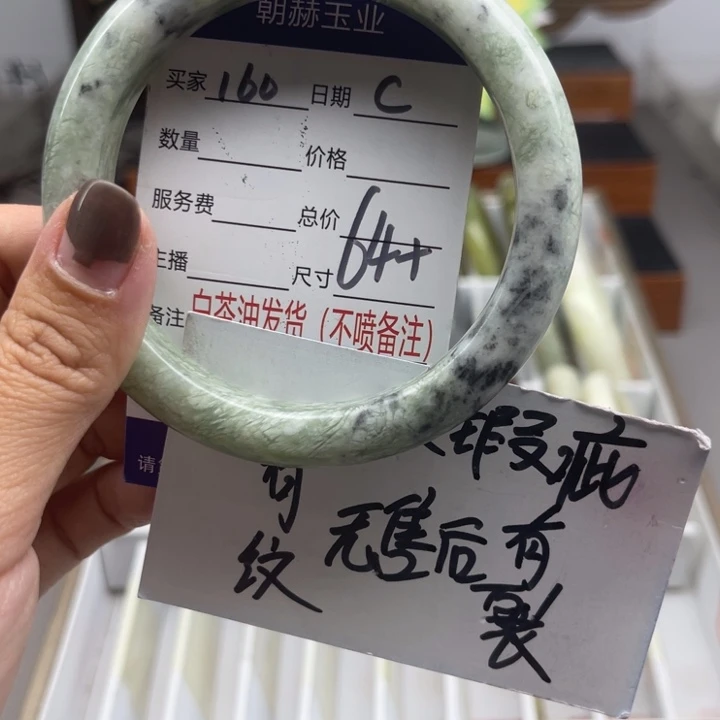 朝赫玉业
买家 160 日期 C
数量 价格
服务费 总价
主播 尺寸 64+
备注 白茶油发货（不喷备注）
请
瑕疵
有 无售后有
纹 裂